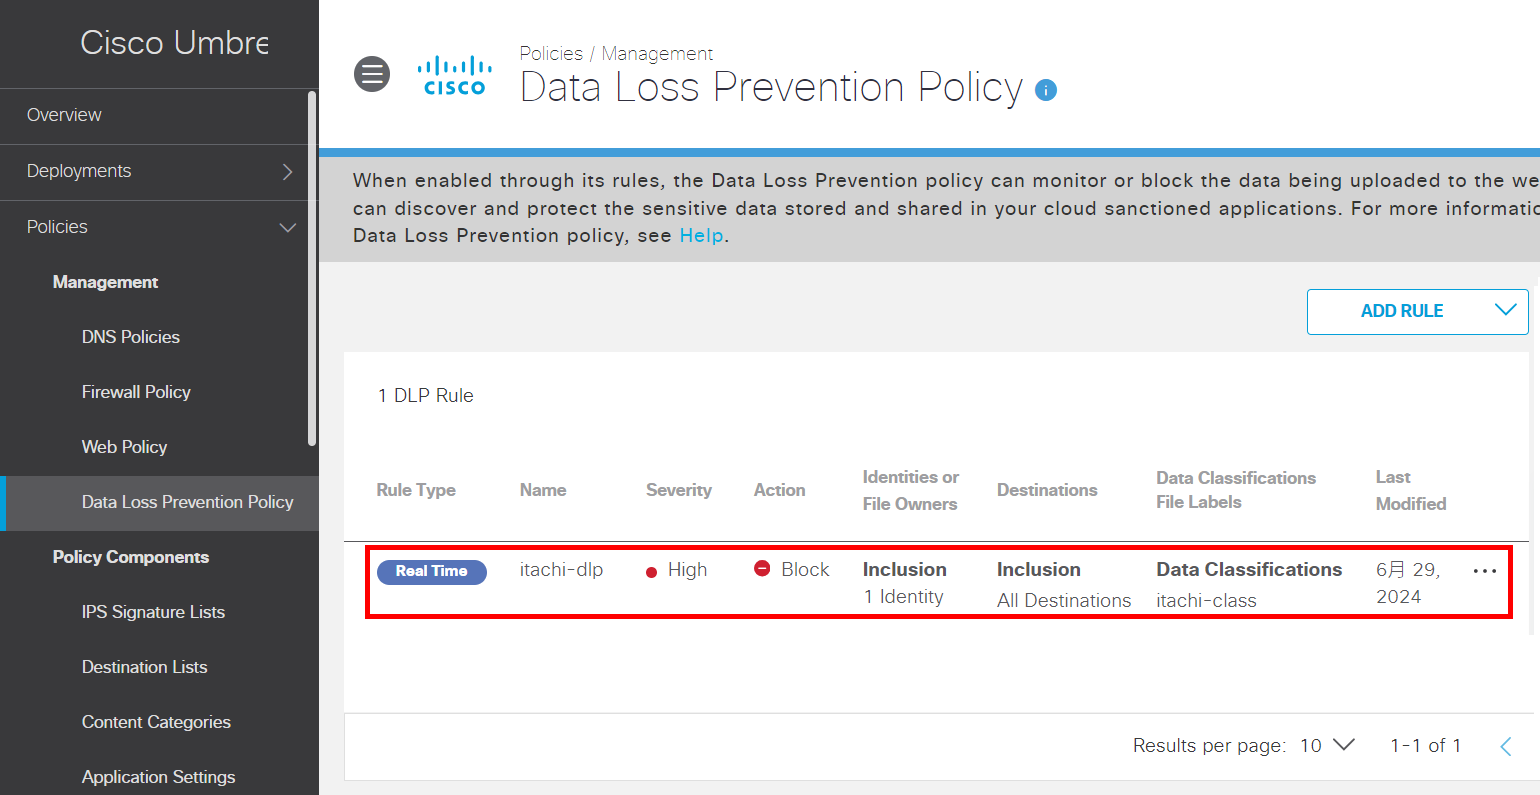 Cisco Umbre
Overview
Deployments
Policies
Management
DNS Policies
Firewall Policy
Web Policy
Data Loss Prevention Policy
Policy Components
IPS Signature Lists
Destination Lists
Content Categories
Application Settings
CISCO
Policies / Management
Data Loss Prevention Policy
When enabled through its rules, the Data Loss Prevention policy can monitor or block the data being uploaded to the we
can discover and protect the sensitive data stored and shared in your cloud sanctioned applications. For more informatio
Data Loss Prevention policy, see Help.
ADD RULE
1 DLP Rule
Rule Type Name Severity Action Identities or File Owners Destinations Data Classifications File Labels Last Modified
Real Time itachi-dlp High Block Inclusion Inclusion Data Classifications 6月 29,
1 Identity All Destinations itachi-class 2024
Results per page: 10 1-1 of 1